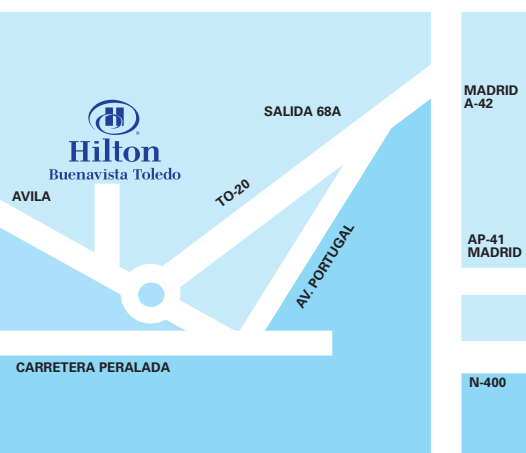 MADRID
A-42
SALIDA 68A
H
Hilton
Buenavista Toledo
AVILA
TO-20
AP-41
MADRID
AV. PORTUGAL
CARRETERA PERALADA
N-400